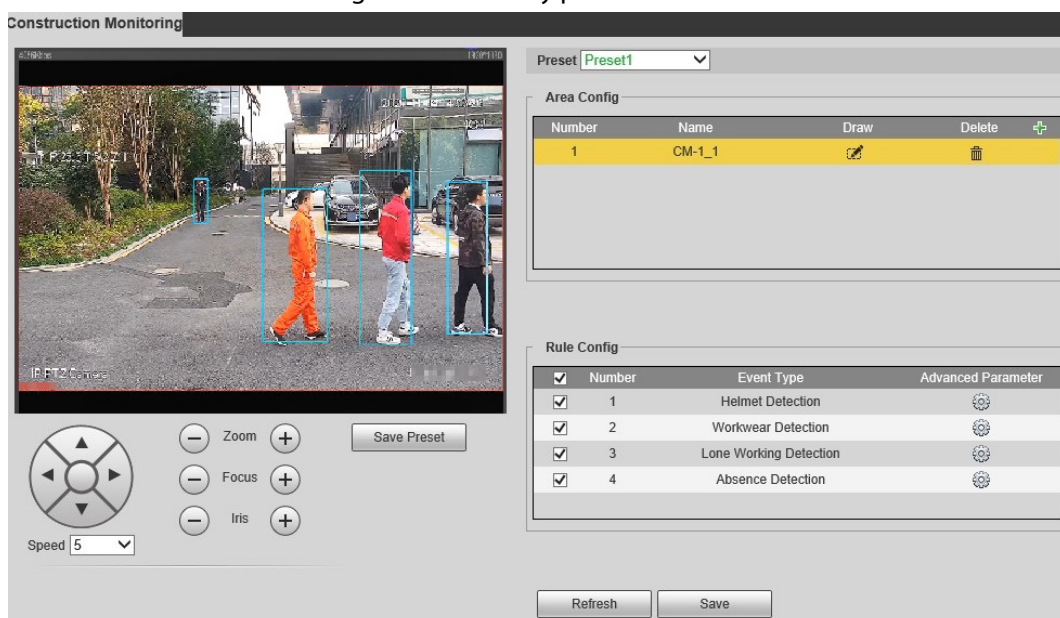 Construction Monitoring
Preset Preset1
Area Config
Number Name Draw Delete
1 CM-1_1
Rule Config
Number Event Type Advanced Parameter
1 Helmet Detection
2 Workwear Detection
3 Lone Working Detection
4 Absence Detection
Zoom
Save Preset
Focus
Iris
Speed 5
Refresh Save